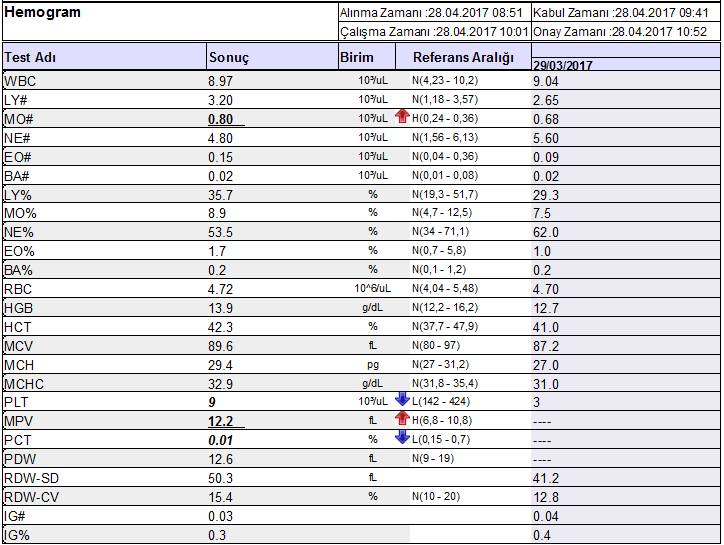 Hemogram Alınma Zamanı :28.04.2017 08:51 Kabul Zamanı :28.04.2017 09:41
Çalışma Zamanı :28.04.2017 10:01 Onay Zamanı :28.04.2017 10:52
Test Adı Sonuç Birim Referans Aralığı 29/03/2017
WBC 8.97 10³/uL N(4,23 - 10,2) 9.04
LY# 3.20 10³/uL N(1,18 - 3,57) 2.65
MO# 0.80 10³/uL H(0,24 - 0,36) 0.68
NE# 4.80 10³/uL N(1,56 - 6,13) 5.60
EO# 0.15 10³/uL N(0,04 - 0,36) 0.09
BA# 0.02 10³/uL N(0,01 - 0,08) 0.02
LY% 35.7 % N(19,3 - 51,7) 29.3
MO% 8.9 % N(4,7 - 12,5) 7.5
NE% 53.5 % N(34 - 71,1) 62.0
EO% 1.7 % N(0,7 - 5,8) 1.0
BA% 0.2 % N(0,1 - 1,2) 0.2
RBC 4.72 10^6/uL N(4,04 - 5,48) 4.70
HGB 13.9 g/dL N(12,2 - 16,2) 12.7
HCT 42.3 % N(37,7 - 47,9) 41.0
MCV 89.6 fL N(80 - 97) 87.2
MCH 29.4 pg N(27 - 31,2) 27.0
MCHC 32.9 g/dL N(31,8 - 35,4) 31.0
PLT 9 10³/uL L(142 - 424) 3
MPV 12.2 fL H(6,8 - 10,8) ----
PCT 0.01 % L(0,15 - 0,7) ----
PDW 12.6 fL N(9 - 19) ----
RDW-SD 50.3 fL 41.2
RDW-CV 15.4 % N(10 - 20) 12.8
IG# 0.03 0.04
IG% 0.3 0.4